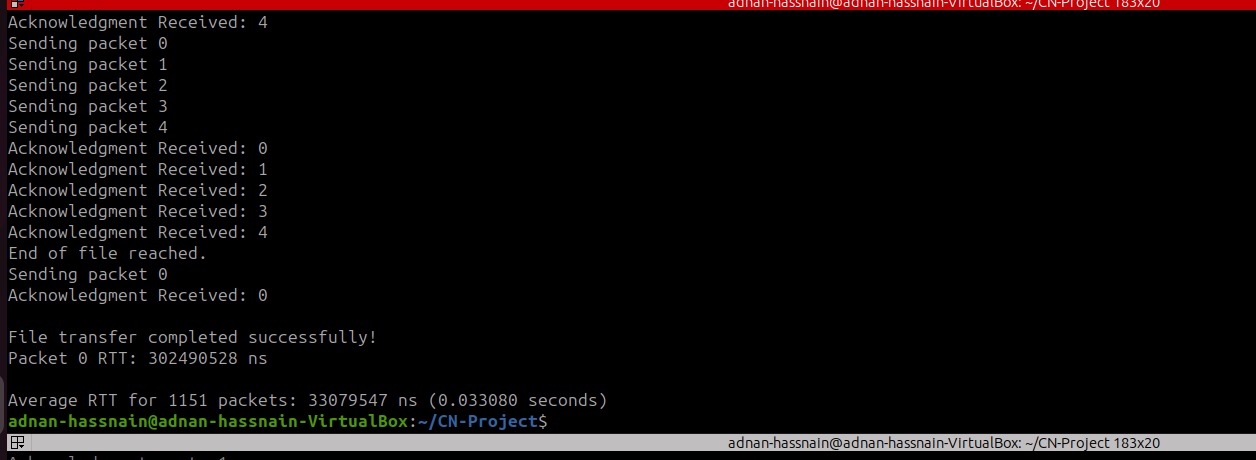 adnan-hassnain@adnan-hassnain-VirtualBox: ~/CN-Project 183x20
Acknowledgment Received: 4
Sending packet 0
Sending packet 1
Sending packet 2
Sending packet 3
Sending packet 4
Acknowledgment Received: 0
Acknowledgment Received: 1
Acknowledgment Received: 2
Acknowledgment Received: 3
Acknowledgment Received: 4
End of file reached.
Sending packet 0
Acknowledgment Received: 0
File transfer completed successfully!
Packet 0 RTT: 302490528 ns
Average RTT for 1151 packets: 33079547 ns (0.033080 seconds)
adnan-hassnain@adnan-hassnain-VirtualBox:~/CN-Project$
adnan-hassnain@adnan-hassnain-VirtualBox: ~/CN-Project 183x20